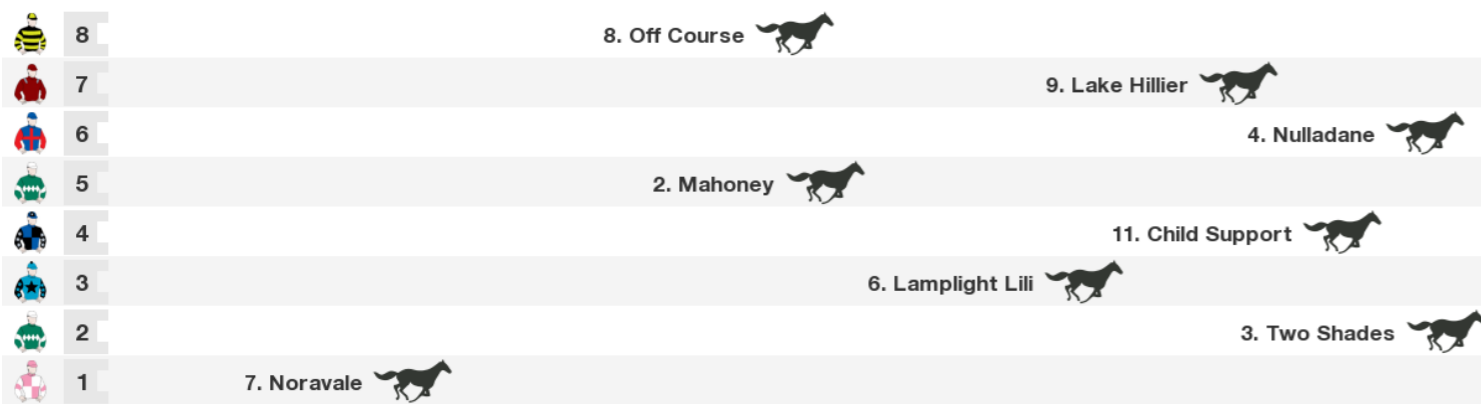 8 8. Off Course
7 9. Lake Hillier
6 4. Nulladane
5 2. Mahoney
4 11. Child Support
3 6. Lamplight Lili
2 3. Two Shades
1 7. Noravale